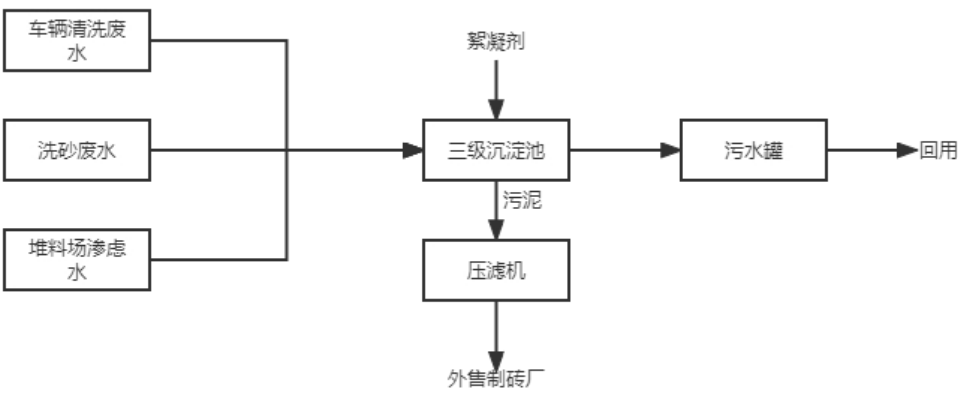 车辆清洗废
水
絮凝剂
洗砂废水
三级沉淀池
污水罐
回用
污泥
堆料场渗虑
水
压滤机
外售制砖厂